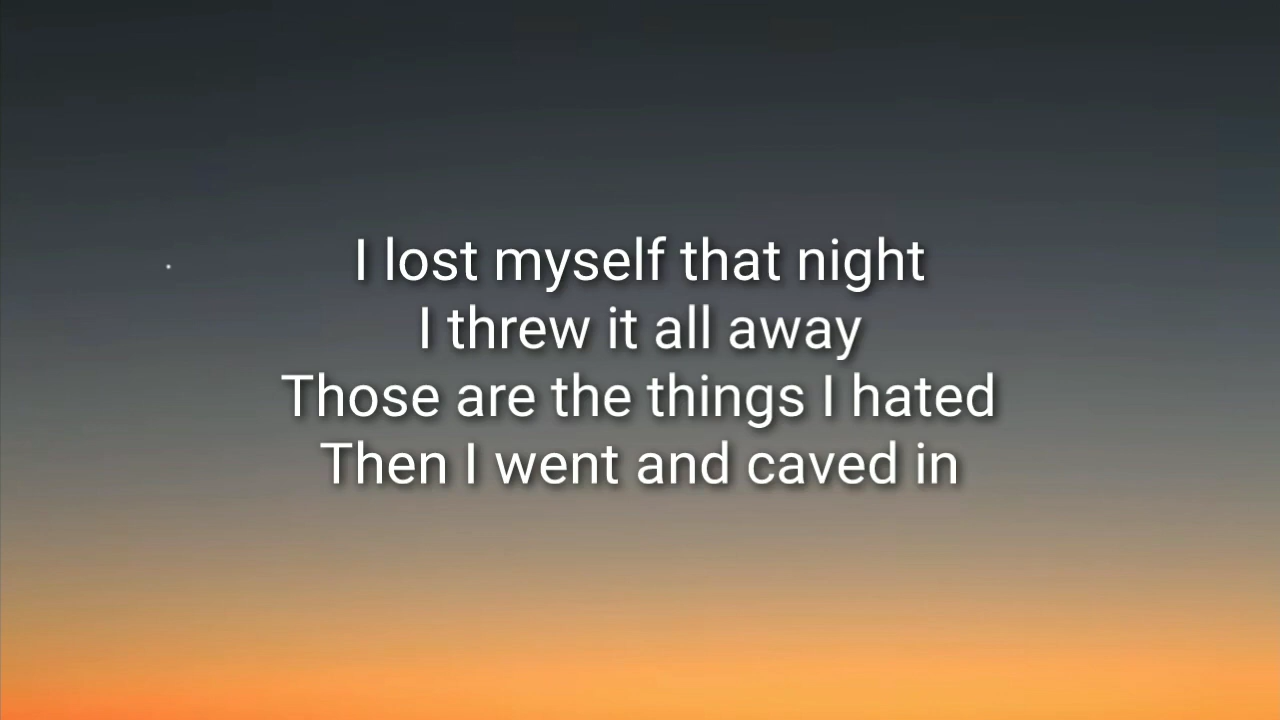 I lost myself that night
I threw it all away
Those are the things I hated
Then I went and caved in